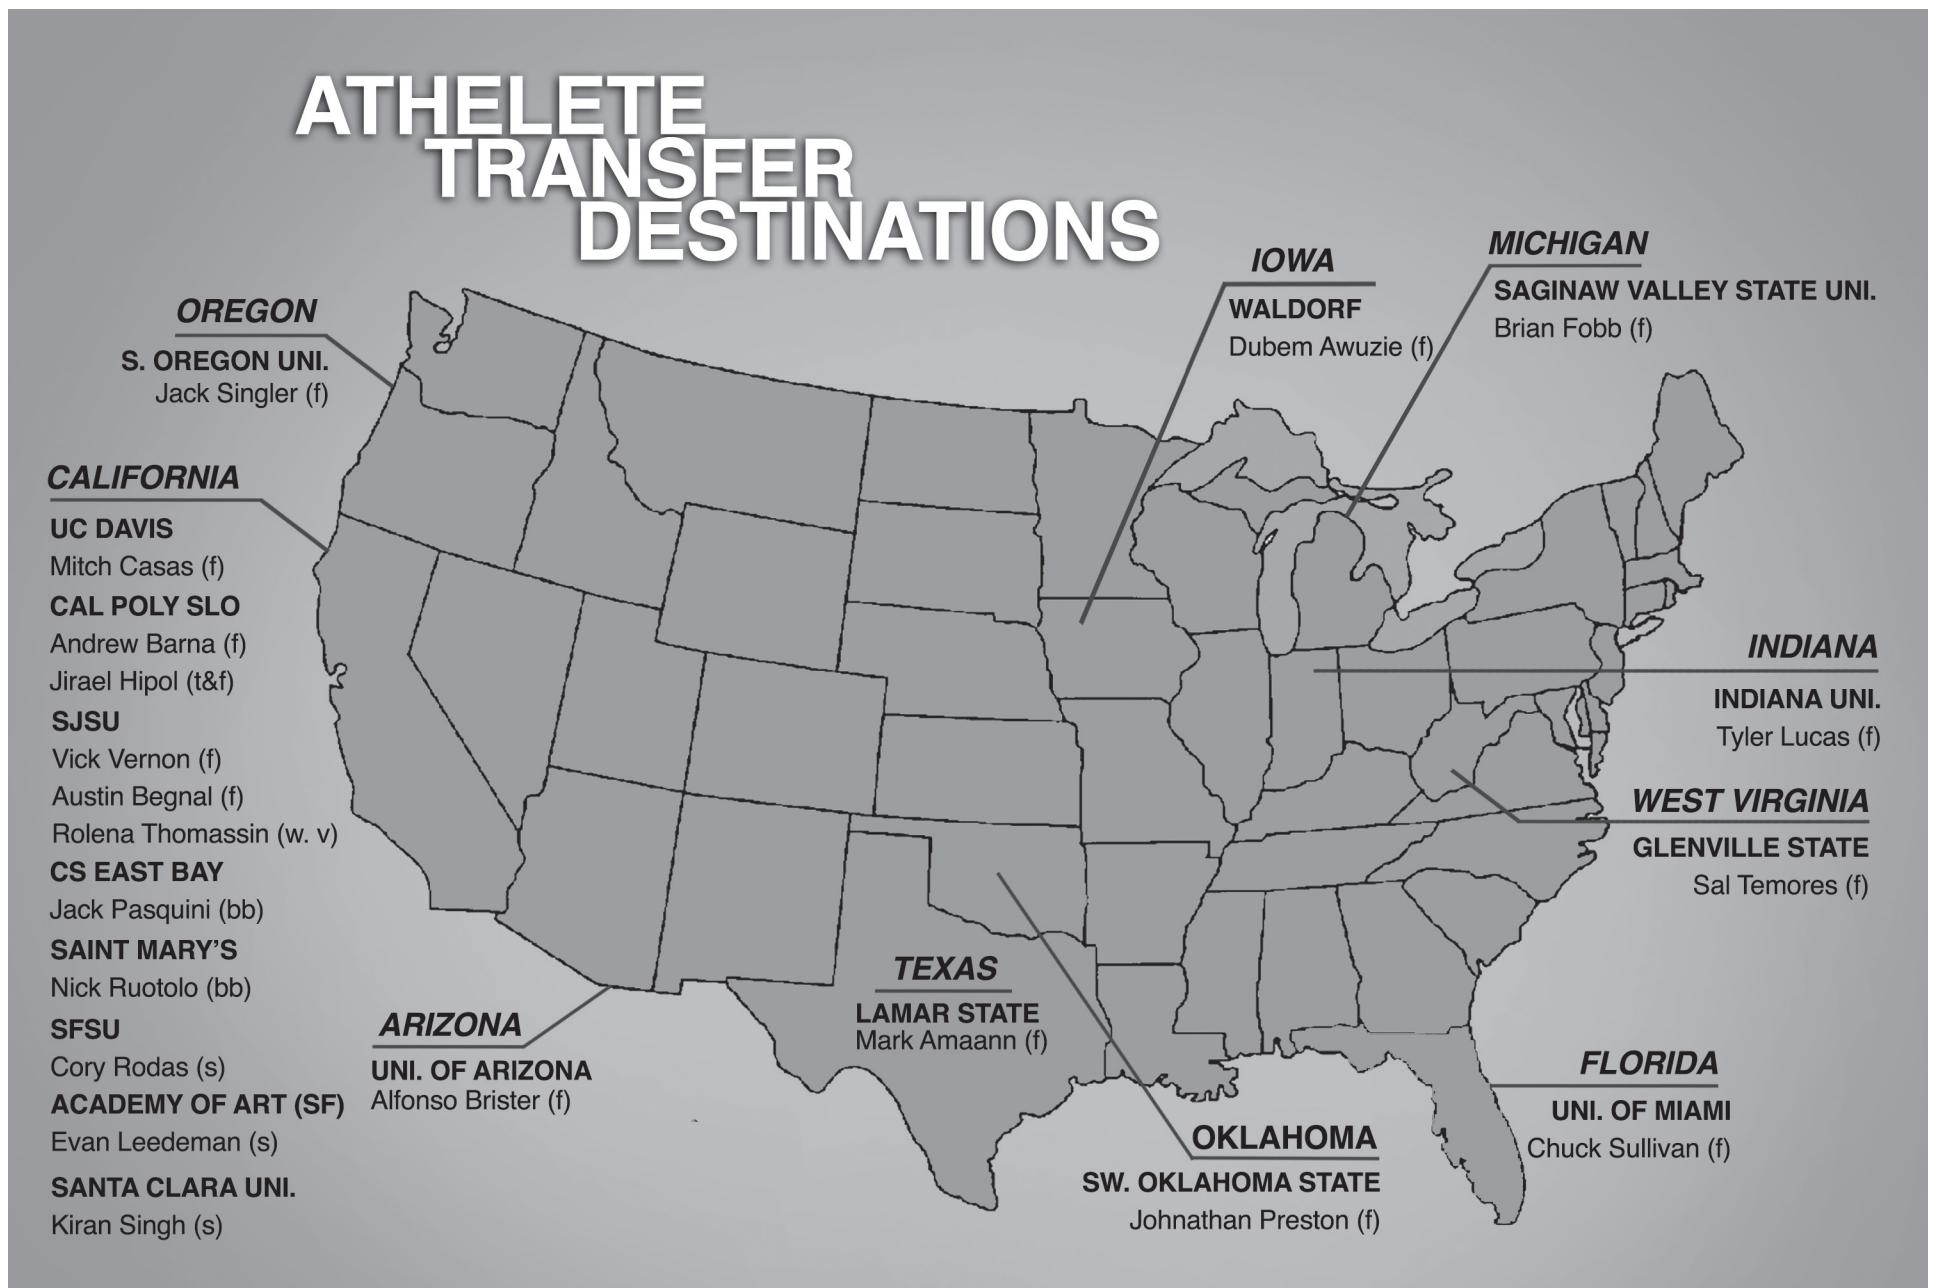 ATHELETE
TRANSFER
DESTINATIONS
OREGON
S. OREGON UNI.
Jack Singler (f)
CALIFORNIA
UC DAVIS
Mitch Casas (f)
CAL POLY SLO
Andrew Barna (f)
Jirael Hipol (t&f)
SJSU
Vick Vernon (f)
Austin Begnal (f)
Rolena Thomassin (w. v)
CS EAST BAY
Jack Pasquini (bb)
SAINT MARY'S
Nick Ruotolo (bb)
SFSU
Cory Rodas (s)
ACADEMY OF ART (SF)
Evan Leedeman (s)
SANTA CLARA UNI.
Kiran Singh (s)
ARIZONA
UNI. OF ARIZONA
Alfonso Brister (f)
TEXAS
LAMAR STATE
Mark Amaann (f)
IOWA
WALDORF
Dubem Awuzie (f)
MICHIGAN
SAGINAW VALLEY STATE UNI.
Brian Fobb (f)
INDIANA
INDIANA UNI.
Tyler Lucas (f)
WEST VIRGINIA
GLENVILLE STATE
Sal Temores (f)
FLORIDA
UNI. OF MIAMI
Chuck Sullivan (f)
OKLAHOMA
SW. OKLAHOMA STATE
Johnathan Preston (f)